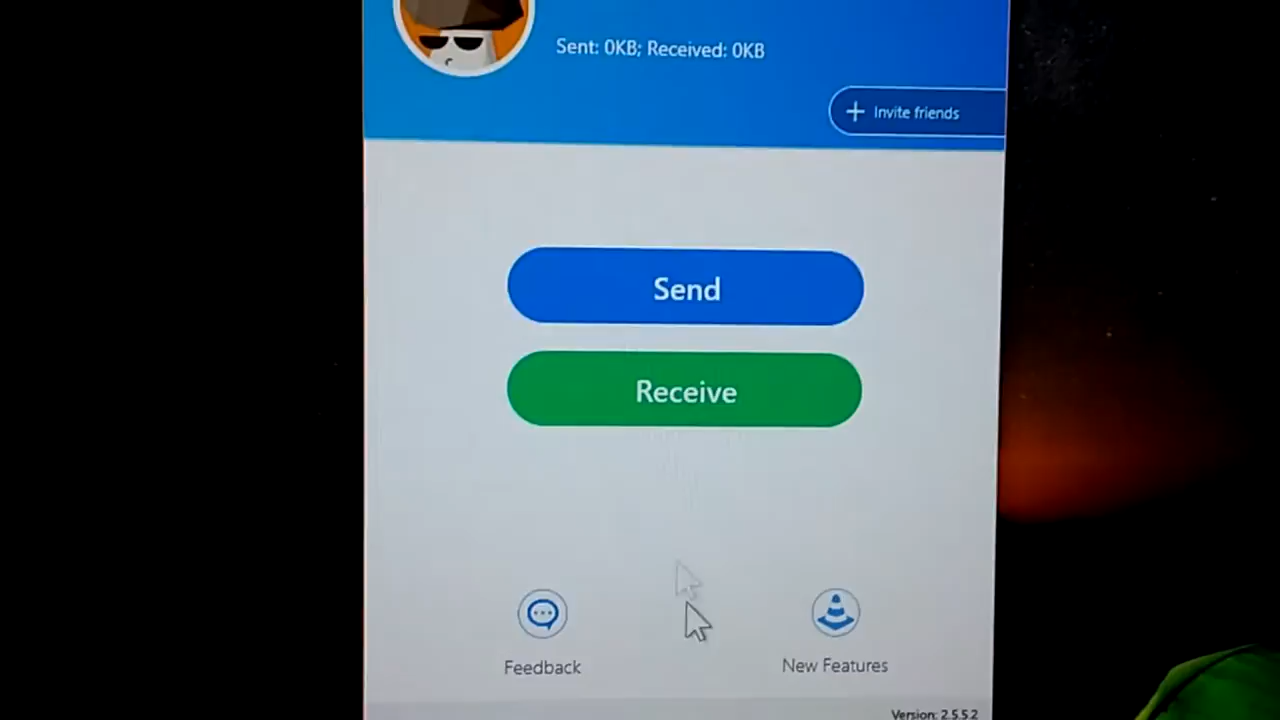 Sent: 0KB; Received: 0KB
Invite friends
Send
Receive
Feedback
New Features
Version: 2.5.5.2